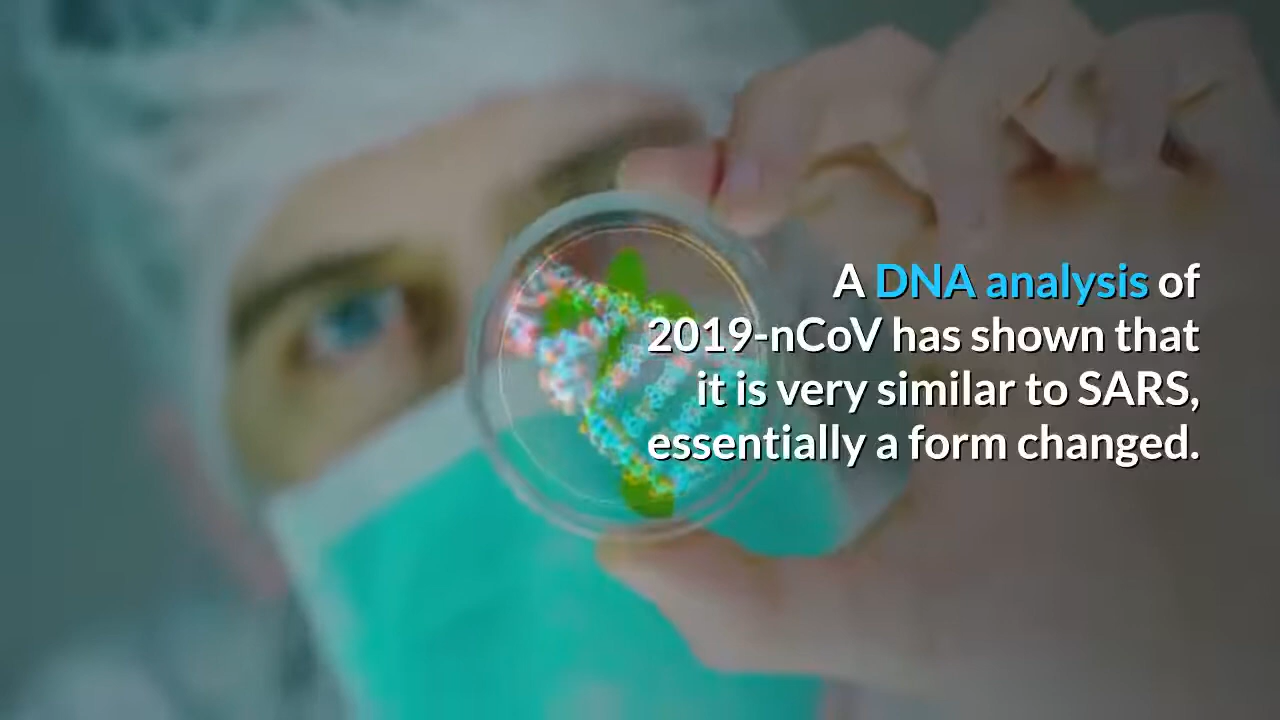 A DNA analysis of
2019-nCoV has shown that
it is very similar to SARS,
essentially a form changed.